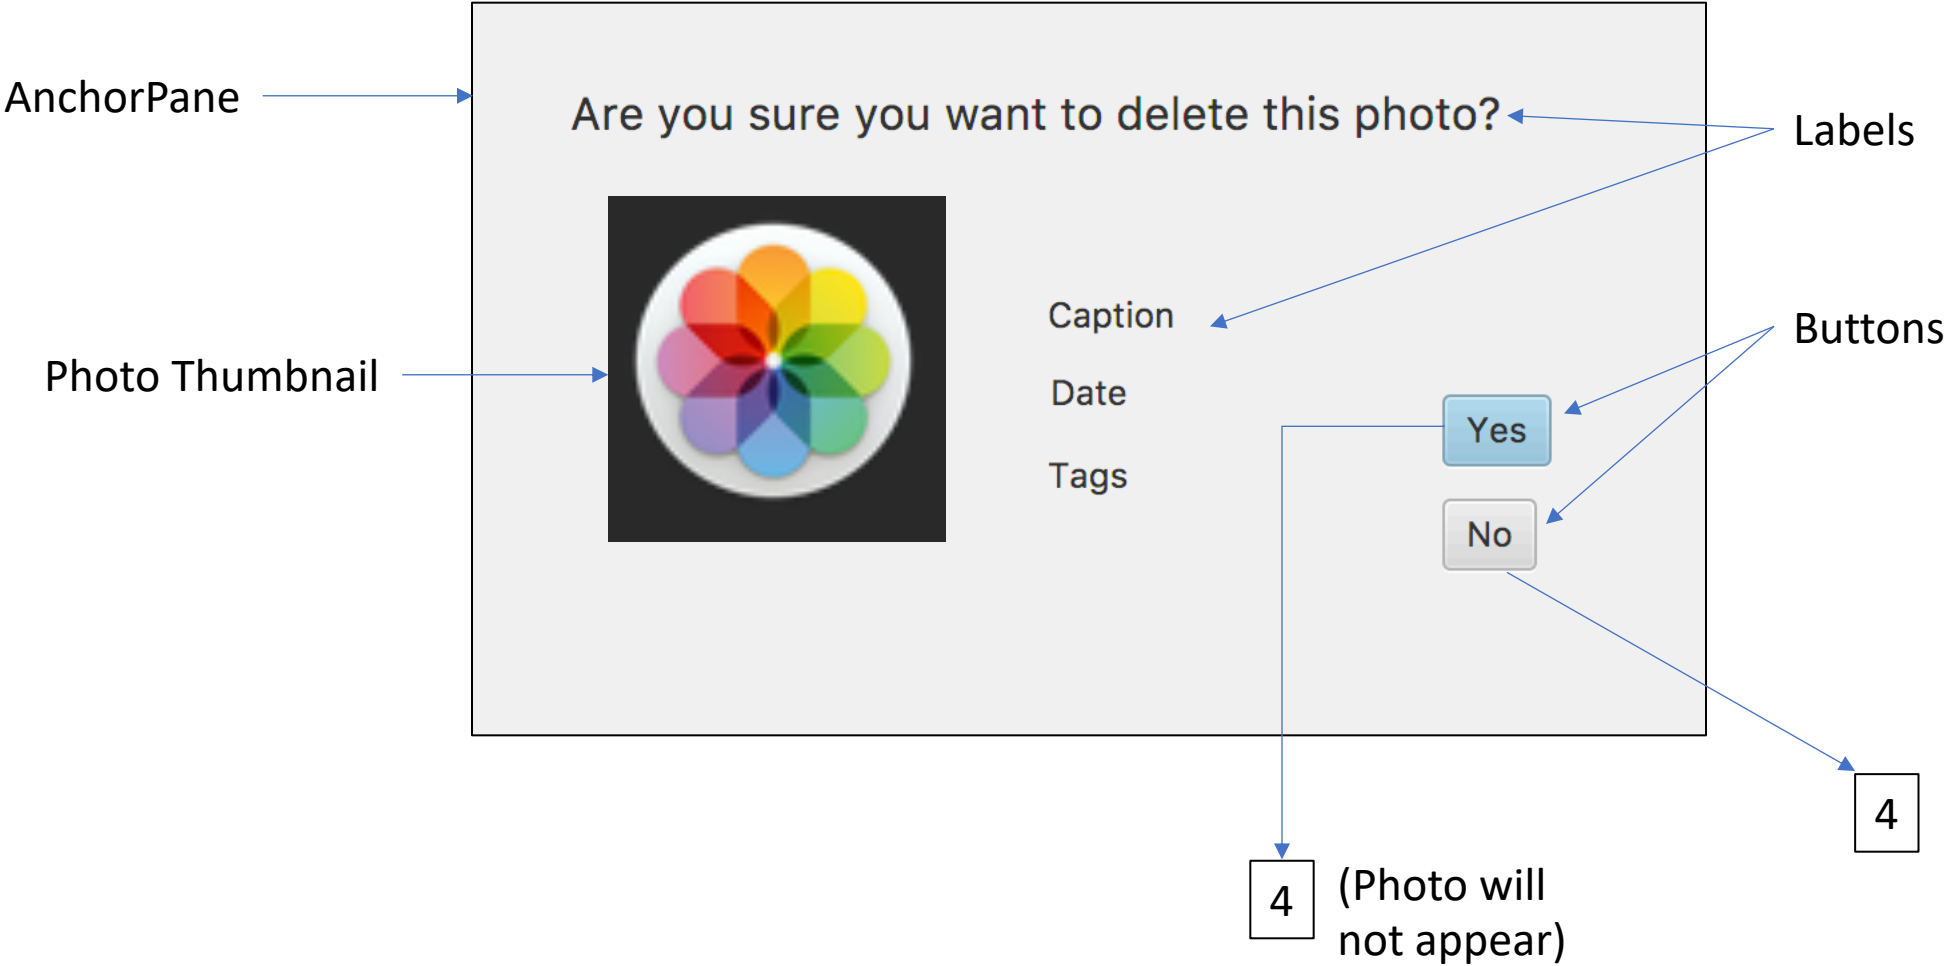 AnchorPane
Are you sure you want to delete this photo?
Labels
Photo Thumbnail
Caption
Date
Tags
Buttons
Yes
No
4
4
(Photo will
not appear)